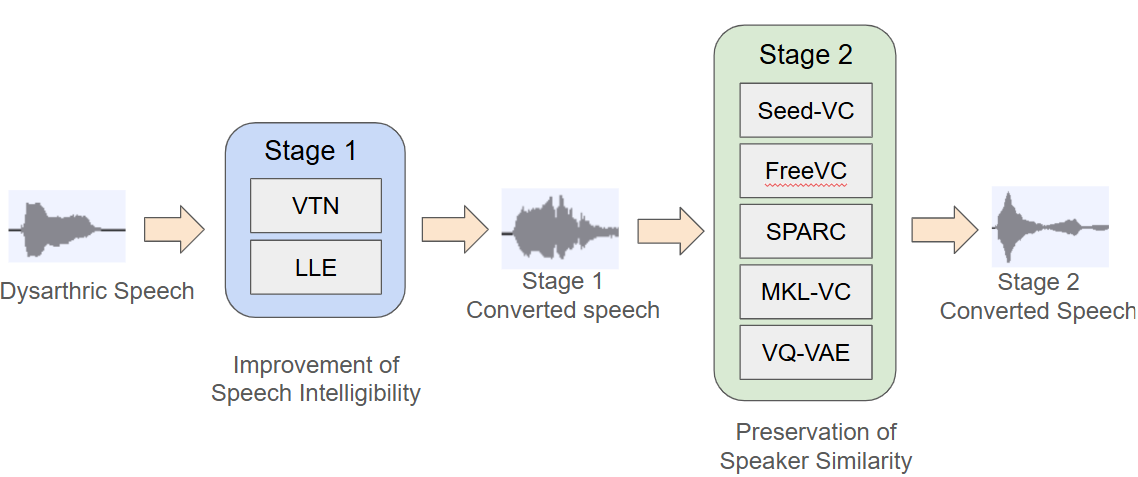 Dysarthric Speech
Stage 1
VTN
LLE
Improvement of
Speech Intelligibility
Stage 1
Converted speech
Stage 2
Seed-VC
FreeVC
SPARC
MKL-VC
VQ-VAE
Preservation of
Speaker Similarity
Stage 2
Converted Speech